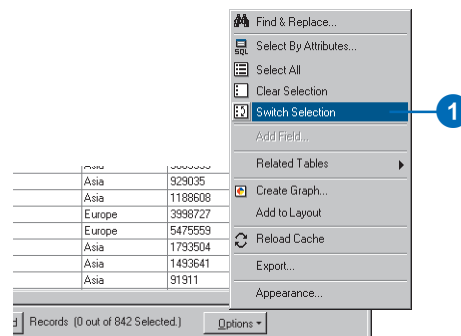 Find & Replace...
SQL Select By Attributes...
Select All
Clear Selection
Switch Selection
1
Add Field...
Related Tables
Create Graph...
Add to Layout
Reload Cache
Export...
Appearance...
Asia 929035
Asia 1188608
Europe 3998727
Europe 5475559
Asia 1793504
Asia 1493641
Asia 91911
Records (0 out of 842 Selected.) Options